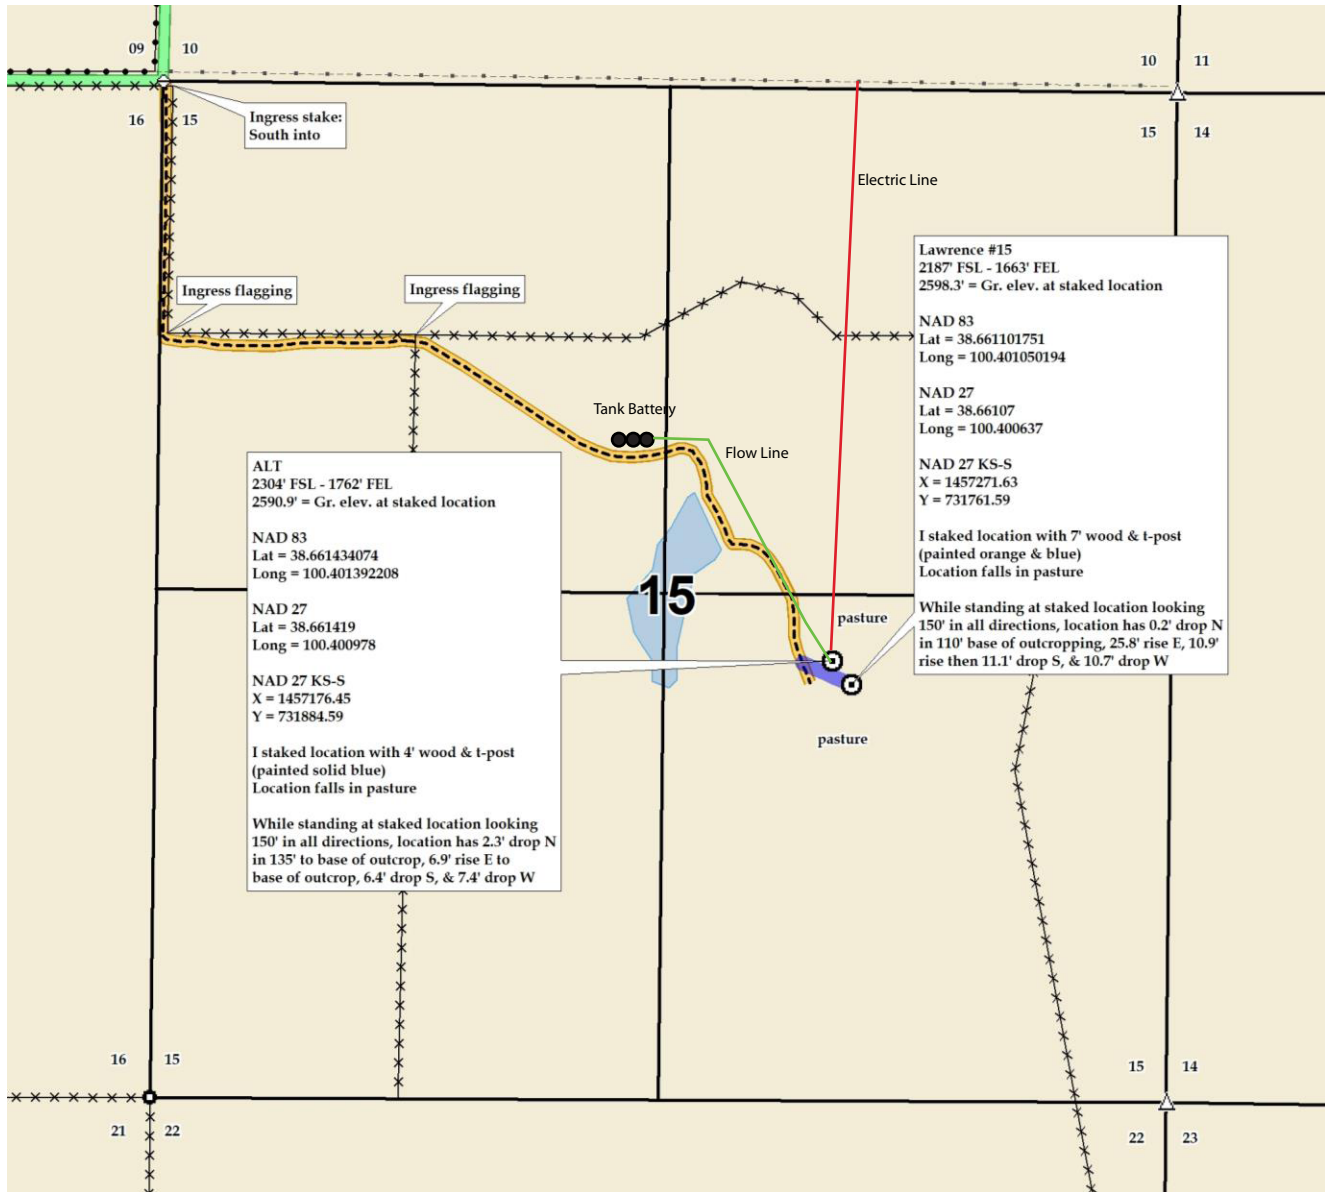 09 10
10 11
Ingress stake:
South into
16 15
15 14
Electric Line
Lawrence #15
2187' FSL - 1663' FEL
2598.3' = Gr. elev. at staked location
NAD 83
Lat = 38.661101751
Long = 100.401050194
NAD 27
Lat = 38.66107
Long = 100.400637
NAD 27 KS-S
X = 1457271.63
Y = 731761.59
I staked location with 7' wood & t-post
(painted orange & blue)
Location falls in pasture
While standing at staked location looking
150' in all directions, location has 0.2' drop N
in 110' base of outcropping, 25.8' rise E, 10.9'
rise then 11.1' drop S, & 10.7' drop W
Ingress flagging
Ingress flagging
Tank Battery
Flow Line
ALT
2304' FSL - 1762' FEL
2590.9' = Gr. elev. at staked location
NAD 83
Lat = 38.661434074
Long = 100.401392208
NAD 27
Lat = 38.661419
Long = 100.400978
NAD 27 KS-S
X = 1457176.45
Y = 731884.59
I staked location with 4' wood & t-post
(painted solid blue)
Location falls in pasture
While standing at staked location looking
150' in all directions, location has 2.3' drop N
in 135' to base of outcrop, 6.9' rise E to
base of outcrop, 6.4' drop S, & 7.4' drop W
15
pasture
pasture
16 15
15 14
21 22
22 23